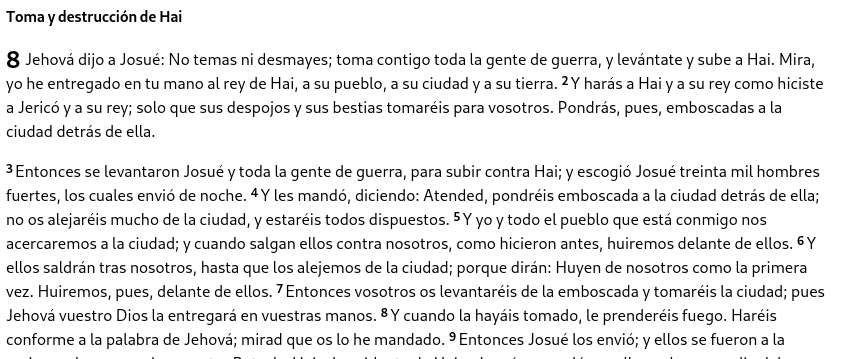 Toma y destrucción de Hai
8 Jehová dijo a Josué: No temas ni desmayes; toma contigo toda la gente de guerra, y levántate y sube a Hai. Mira,
yo he entregado en tu mano al rey de Hai, a su pueblo, a su ciudad y a su tierra. 2 Y harás a Hai y a su rey como hiciste
a Jericó y a su rey; solo que sus despojos y sus bestias tomaréis para vosotros. Pondrás, pues, emboscadas a la
ciudad detrás de ella.
3 Entonces se levantaron Josué y toda la gente de guerra, para subir contra Hai; y escogió Josué treinta mil hombres
fuertes, los cuales envió de noche. 4 Y les mandó, diciendo: Atended, pondréis emboscada a la ciudad detrás de ella;
no os alejaréis mucho de la ciudad, y estaréis todos dispuestos. 5 Y yo y todo el pueblo que está conmigo nos
acercaremos a la ciudad; y cuando salgan ellos contra nosotros, como hicieron antes, huiremos delante de ellos. 6 Y
ellos saldrán tras nosotros, hasta que los alejemos de la ciudad; porque dirán: Huyen de nosotros como la primera
vez. Huiremos, pues, delante de ellos. 7 Entonces vosotros os levantaréis de la emboscada y tomaréis la ciudad; pues
Jehová vuestro Dios la entregará en vuestras manos. 8 Y cuando la hayáis tomado, le prenderéis fuego. Haréis
conforme a la palabra de Jehová; mirad que os lo he mandado. 9 Entonces Josué los envió; y ellos se fueron a la